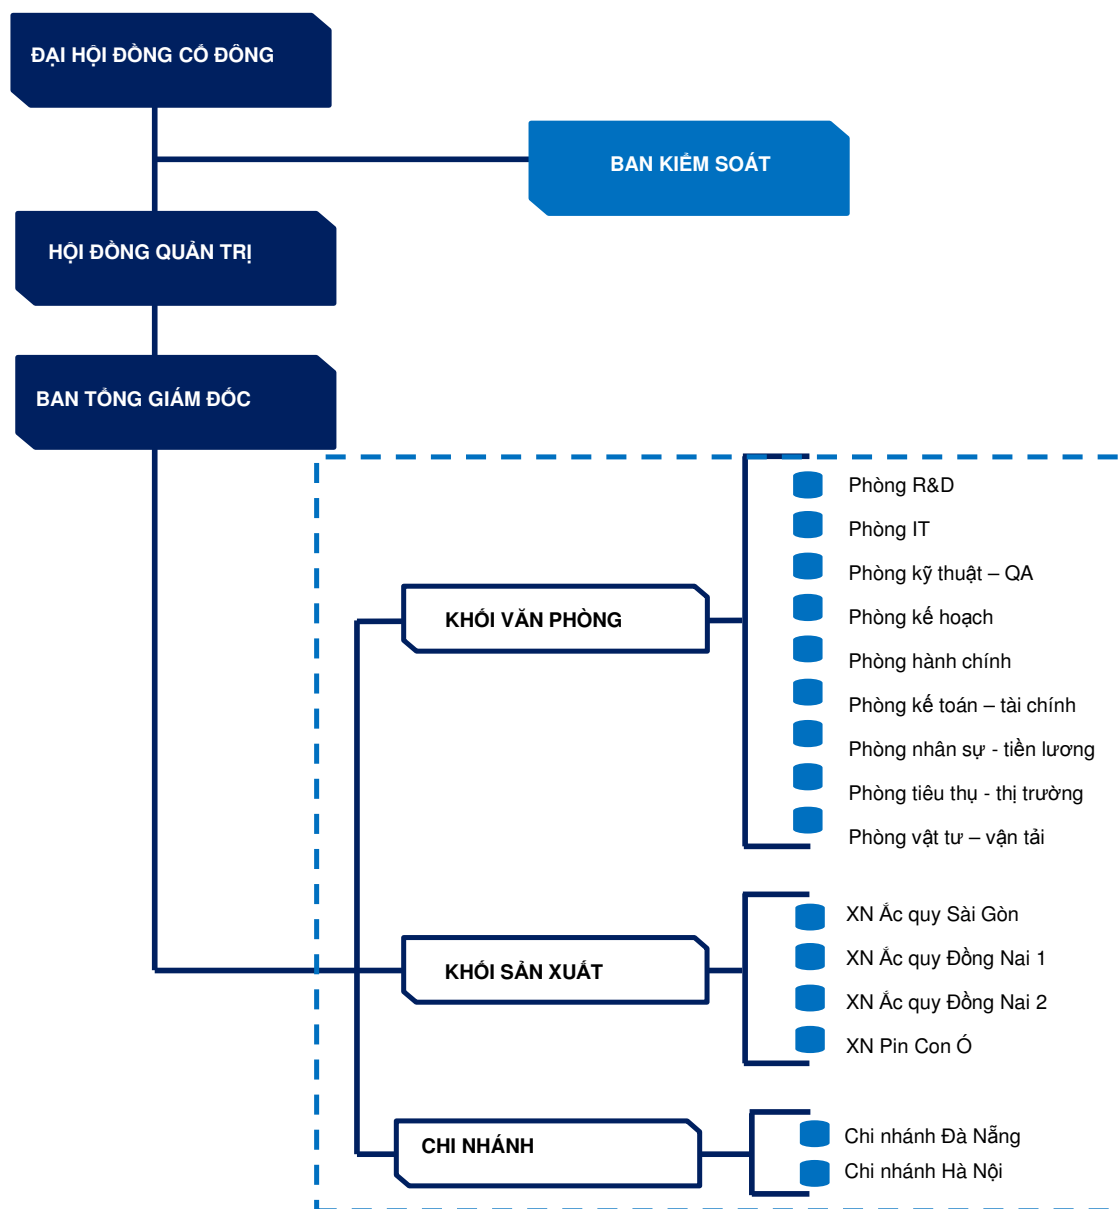 ĐẠI HỘI ĐỒNG CỔ ĐÔNG
BAN KIỂM SOÁT
HỘI ĐỒNG QUẢN TRỊ
BAN TỔNG GIÁM ĐỐC
KHỐI VĂN PHÒNG
Phòng R&D
Phòng IT
Phòng kỹ thuật – QA
Phòng kế hoạch
Phòng hành chính
Phòng kế toán – tài chính
Phòng nhân sự - tiền lương
Phòng tiêu thụ - thị trường
Phòng vật tư – vận tải
KHỐI SẢN XUẤT
XN Ắc quy Sài Gòn
XN Ắc quy Đồng Nai 1
XN Ắc quy Đồng Nai 2
XN Pin Con Ó
CHI NHÁNH
Chi nhánh Đà Nẵng
Chi nhánh Hà Nội